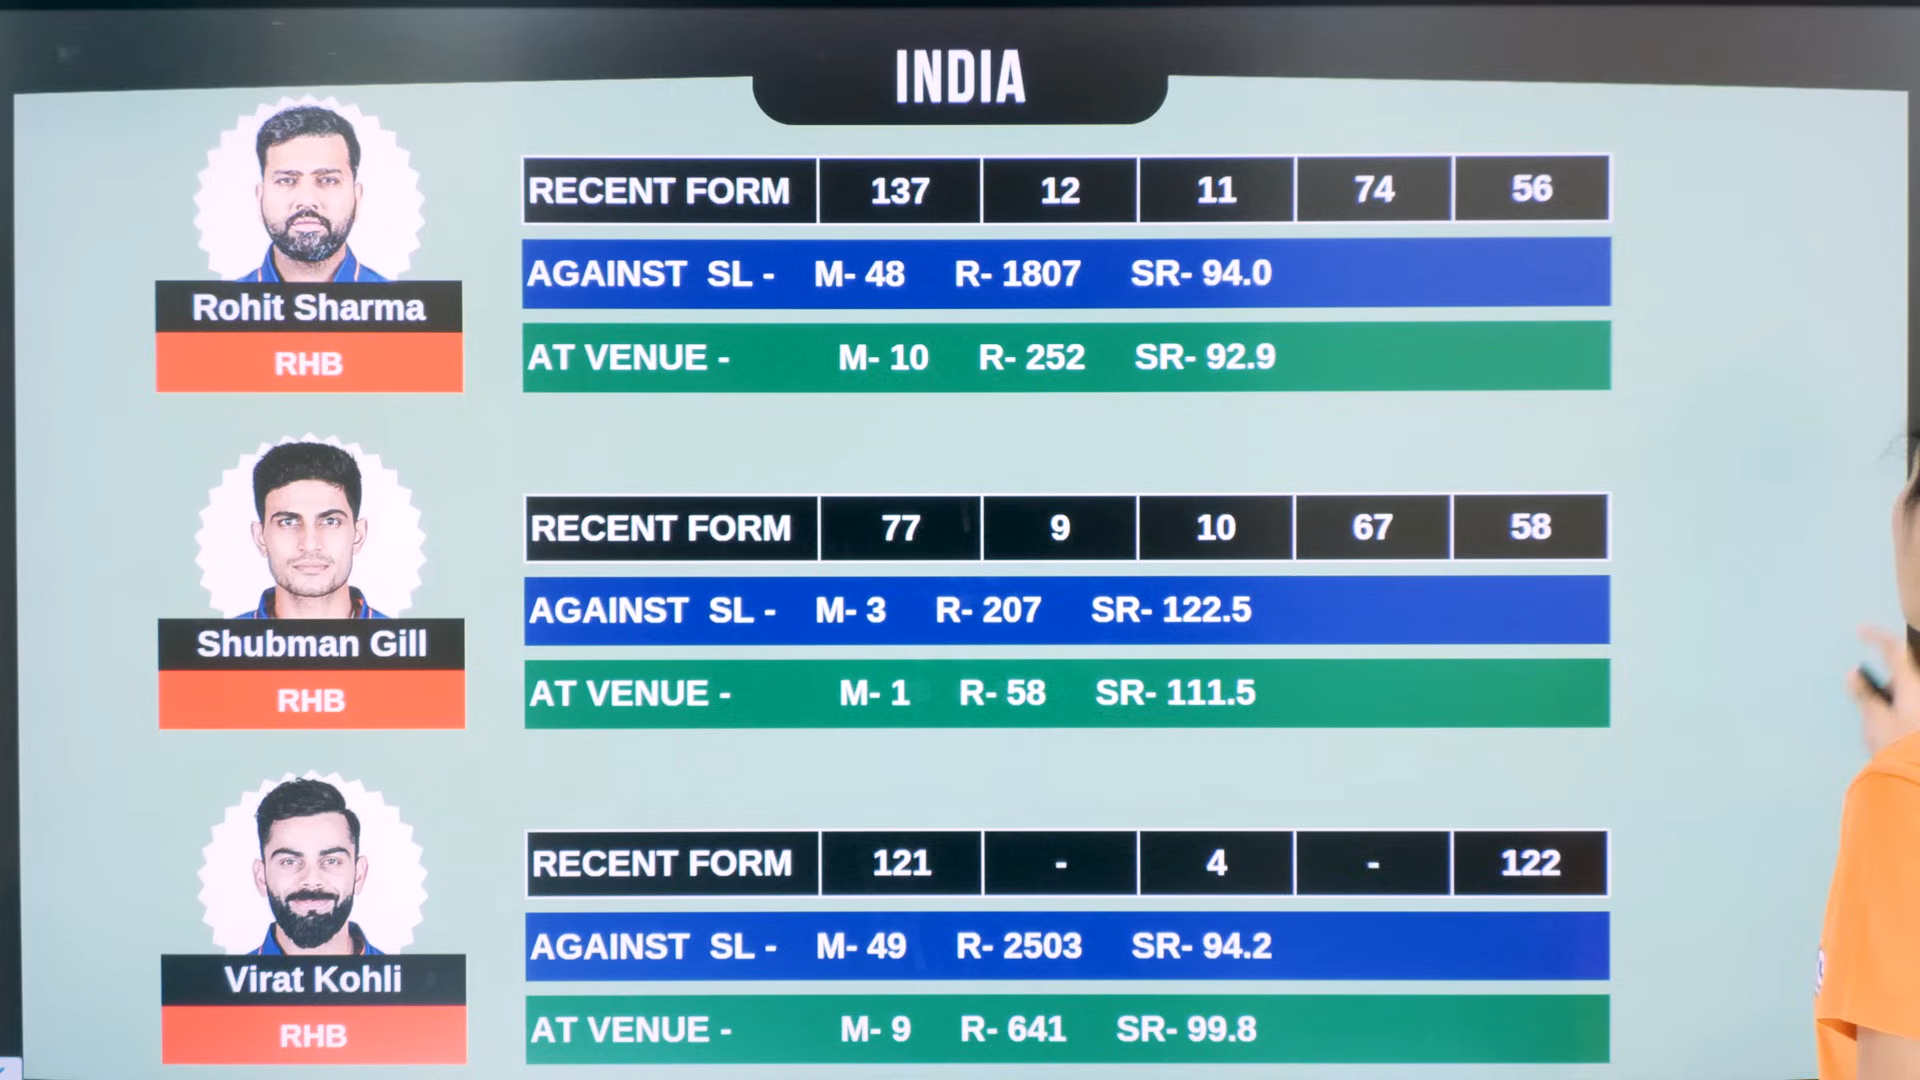 INDIA
RECENT FORM 137 12 11 74 56
AGAINST SL - M- 48 R- 1807 SR- 94.0
AT VENUE - M- 10 R- 252 SR- 92.9
Rohit Sharma
RHB
RECENT FORM 77 9 10 67 58
AGAINST SL - M- 3 R- 207 SR- 122.5
AT VENUE - M- 1 R- 58 SR- 111.5
Shubman Gill
RHB
RECENT FORM 121 - 4 - 122
AGAINST SL - M- 49 R- 2503 SR- 94.2
AT VENUE - M- 9 R- 641 SR- 99.8
Virat Kohli
RHB